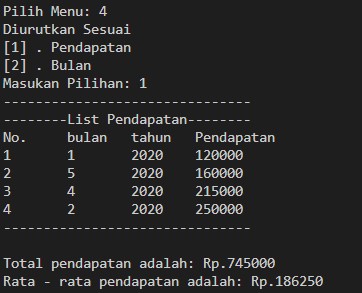 Pilih Menu: 4
Diurutkan Sesuai
[1] . Pendapatan
[2] . Bulan
Masukan Pilihan: 1
-------------------------------
--------List Pendapatan--------
No.     bulan   tahun   Pendapatan
1       1       2020    120000
2       5       2020    160000
3       4       2020    215000
4       2       2020    250000
-------------------------------
Total pendapatan adalah: Rp.745000
Rata - rata pendapatan adalah: Rp.186250